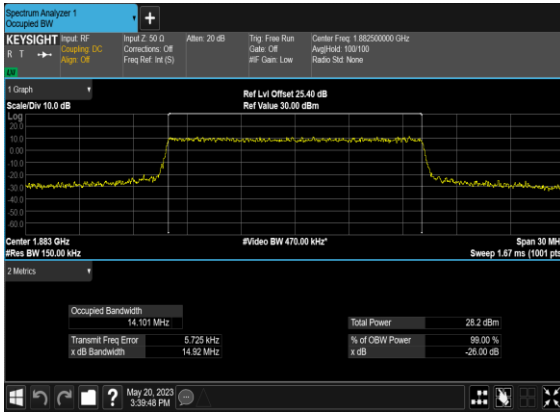 Spectrum Analyzer 1
Occupied BW
+
KEYSIGHT Input: RF Input Z: 50 Ω Atten: 20 dB Trig: Free Run Center Freq: 1.882500000 GHz
R T Coupling: DC Corrections: Off Gate: Off Avg|Hold: 100/100
Align: Off Freq Ref: Int (S) #IF Gain: Low Radio Std: None
1 Graph
Ref Lvl Offset 25.40 dB
Scale/Div 10.0 dB Ref Value 30.00 dBm
Log
20.0
10.0
0.00
-10.0
-20.0
-30.0
-40.0
-50.0
-60.0
Center 1.883 GHz #Video BW 470.00 kHz* Span 30 MH
#Res BW 150.00 kHz Sweep 1.67 ms (1001 pts
2 Metrics
Occupied Bandwidth
14.101 MHz Total Power 28.2 dBm
Transmit Freq Error 5.725 kHz % of OBW Power 99.00 %
x dB Bandwidth 14.92 MHz x dB -26.00 dB
? May 20, 2023
3:39:48 PM